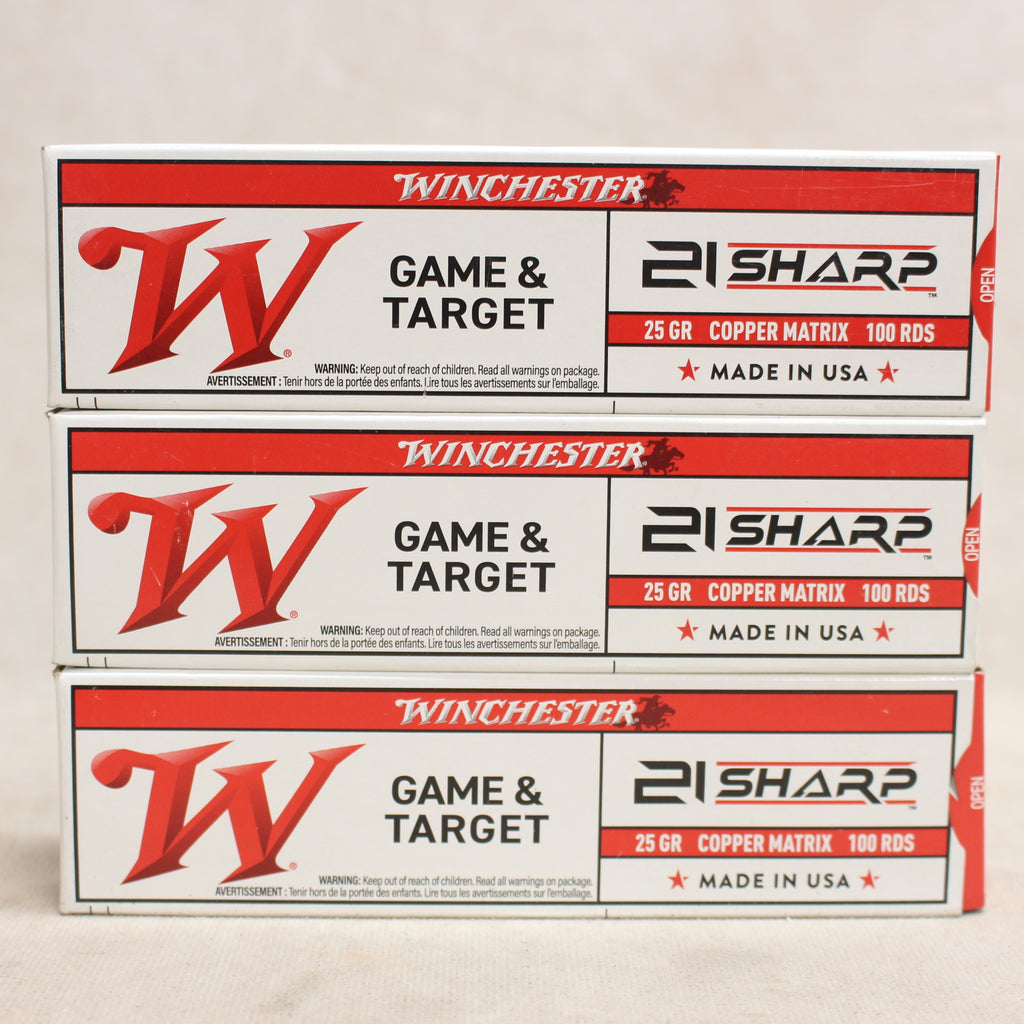 WINCHESTER
W®
GAME &
TARGET
WARNING: Keep out of reach of children. Read all warnings on package.
AVERTISSEMENT : Tenir hors de la portée des enfants. Lire tous les avertissements sur l'emballage.
21 SHARP™
25 GR COPPER MATRIX 100 RDS
MADE IN USA
OPEN
WINCHESTER
W®
GAME &
TARGET
WARNING: Keep out of reach of children. Read all warnings on package.
AVERTISSEMENT : Tenir hors de la portée des enfants. Lire tous les avertissements sur l'emballage.
21 SHARP™
25 GR COPPER MATRIX 100 RDS
MADE IN USA
OPEN
WINCHESTER
W®
GAME &
TARGET
WARNING: Keep out of reach of children. Read all warnings on package.
AVERTISSEMENT : Tenir hors de la portée des enfants. Lire tous les avertissements sur l'emballage.
21 SHARP™
25 GR COPPER MATRIX 100 RDS
MADE IN USA
OPEN